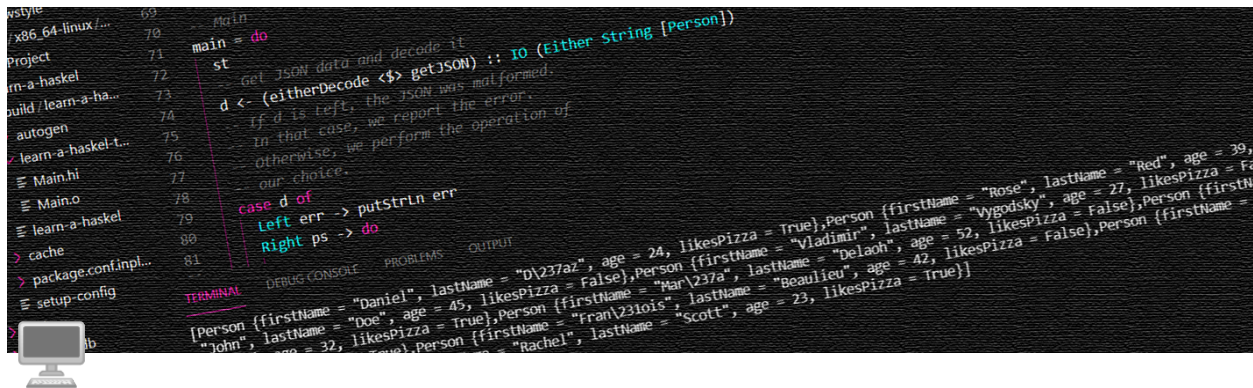 wstyle
/x86_64-linux/...
Project
rn-a-haskel
build / learn-a-ha...
autogen
learn-a-haskel-t...
Main.hi
Main.o
learn-a-haskel
cache
package.conf.inpl...
setup-config
db
69
70
71
72
73
74
75
76
77
78
79
80
81
-- Main
main = do
st
-- Get JSON data and decode it
d <- (eitherDecode <$> getJSON) :: IO (Either String [Person])
-- If d is Left, the JSON was malformed.
-- In that case, we report the error.
-- Otherwise, we perform the operation of
-- our choice.
case d of
Left err -> putStrLn err
Right ps -> do
TERMINAL DEBUG CONSOLE PROBLEMS OUTPUT
[Person {firstName = "Daniel", lastName = "D\237az", age = 24, likesPizza = True},Person {firstName = "Rose", lastName = "Red", age = 39,
"John", lastName = "Doe", age = 45, likesPizza = False},Person {firstName = "Vladimir", lastName = "Vygodsky", age = 27, likesPizza = Fa
age = 32, likesPizza = True},Person {firstName = "Mar\237a", lastName = "Delaoh", age = 52, likesPizza = False},Person {firstN
True},Person {firstName = "Fran\231ois", lastName = "Beaulieu", age = 42, likesPizza = False},Person {firstName =
= "Rachel", lastName = "Scott", age = 23, likesPizza = True}]